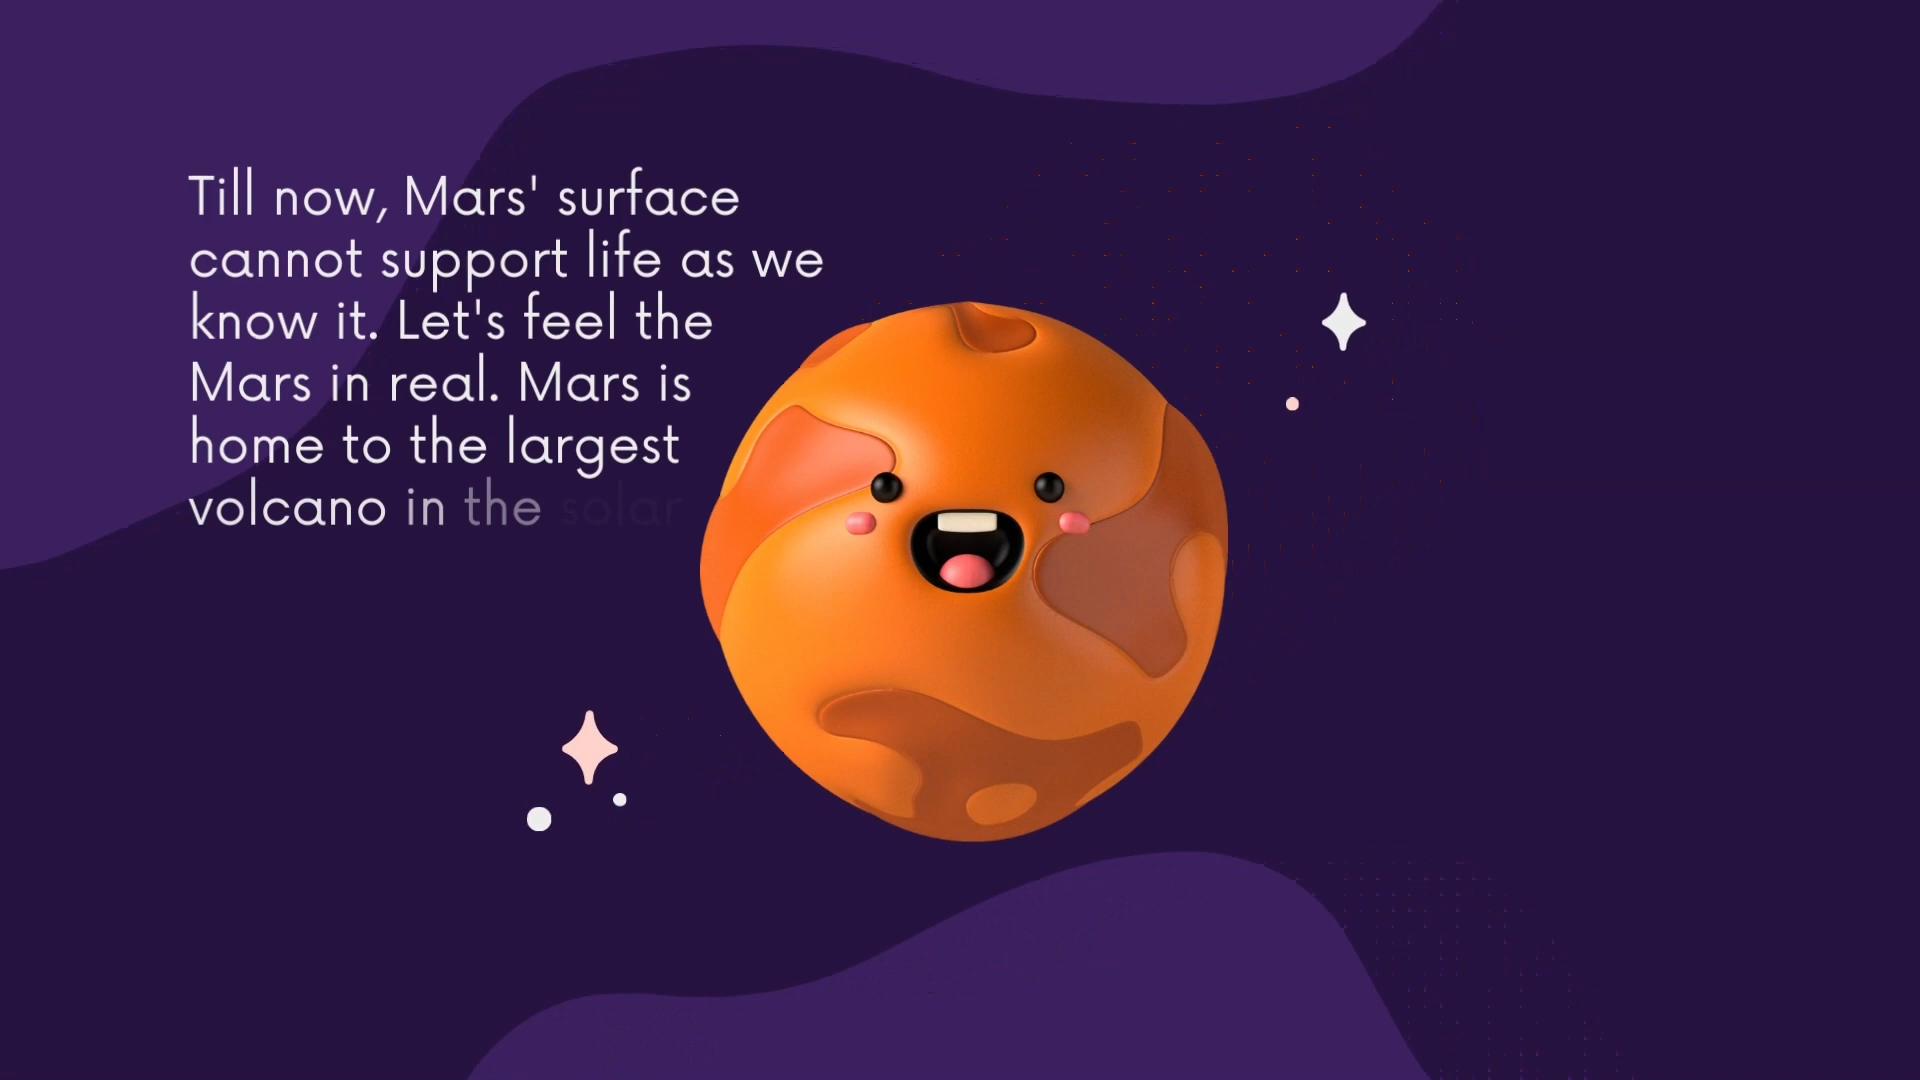 Till now, Mars' surface
cannot support life as we
know it. Let's feel the
Mars in real. Mars is
home to the largest
volcano in the solar